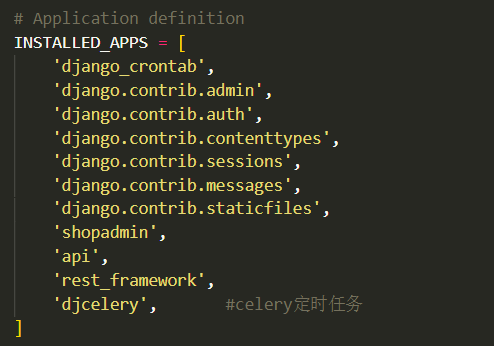 # Application definition
INSTALLED_APPS = [
    'django_crontab',
    'django.contrib.admin',
    'django.contrib.auth',
    'django.contrib.contenttypes',
    'django.contrib.sessions',
    'django.contrib.messages',
    'django.contrib.staticfiles',
    'shopadmin',
    'api',
    'rest_framework',
    'djcelery',       #celery定时任务
]